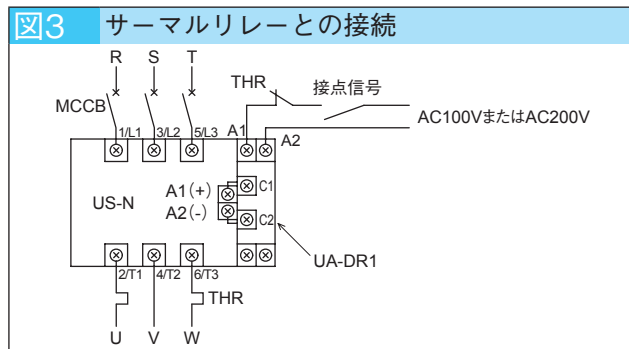 図3 サーマルリレーとの接続
R S T
THR 接点信号
MCCB
AC100VまたはAC200V
1/L1 3/L2 5/L3 A1 A2
C1
A1(+)
US-N
A2(-)
C2
UA-DR1
2/T1 4/T2 6/T3
THR
U V W